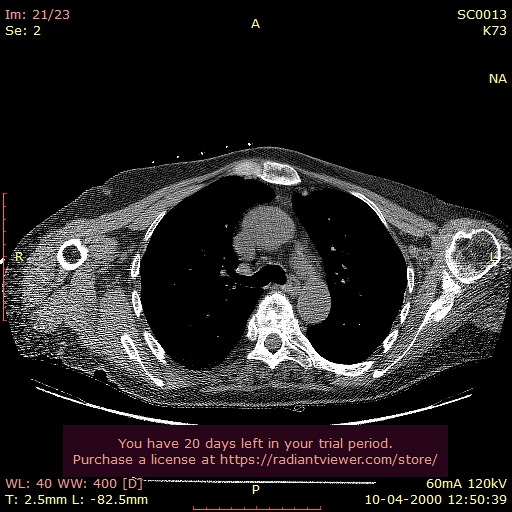 Im: 21/23
Se: 2
A
SC0013
K73
NA
R
L
You have 20 days left in your trial period.
Purchase a license at https://radiantviewer.com/store/
WL: 40 WW: 400 [D]
T: 2.5mm L: -82.5mm
P
60mA 120kV
10-04-2000 12:50:39